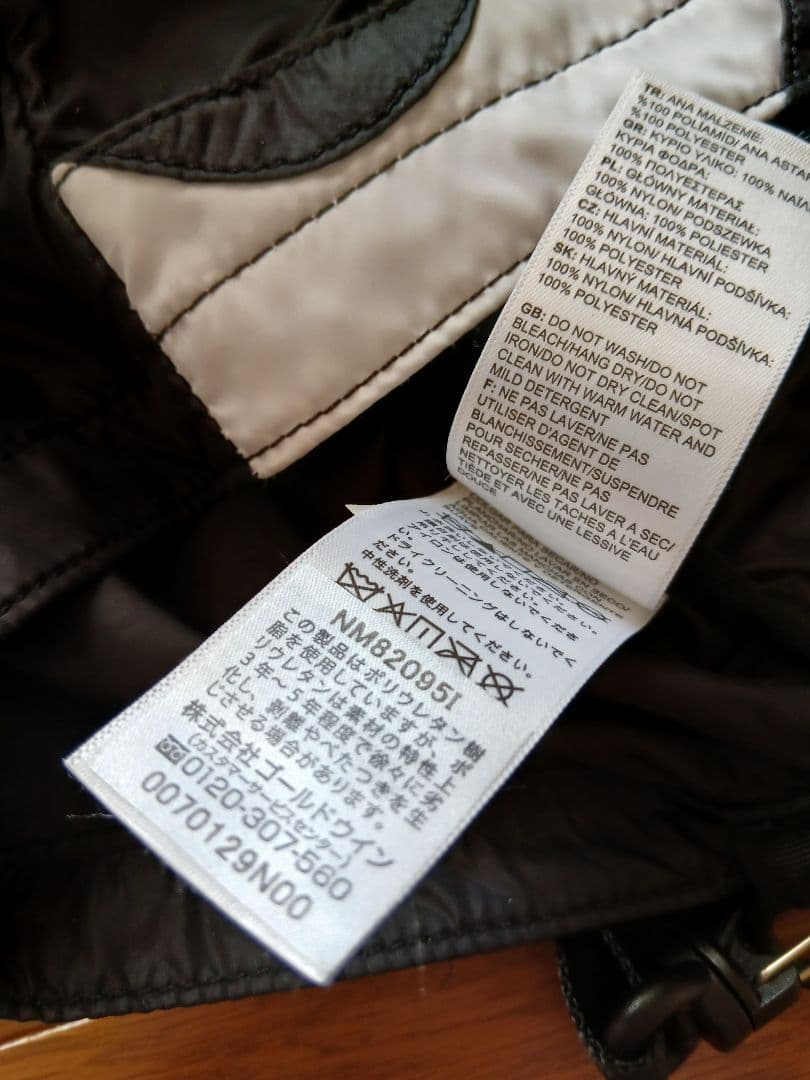 TR: ANA MALZEME:
%100 POLIAMID/ ANA ASTAR
%100 POLYESTER
GR: ΚΥΡΙΟ ΥΛΙΚΟ: 100% ΝΑΪΛ
ΚΥΡΙΑ ΦΟΔΡΑ:
100% ΠΟΛΥΕΣΤΕΡΑΣ
PL: GŁÓWNY MATERIAŁ:
100% NYLON/ PODSZEWKA
GŁÓWNA: 100% POLIESTER
CZ: HLAVNÍ MATERIÁL:
100% NYLON/ HLAVNÍ PODŠÍVKA:
100% POLYESTER
SK: HLAVNÝ MATERIÁL:
100% NYLON/ HLAVNÁ PODŠÍVKA:
100% POLYESTER
GB: DO NOT WASH/DO NOT
BLEACH/HANG DRY/DO NOT
IRON/DO NOT DRY CLEAN/SPOT
CLEAN WITH WARM WATER AND
MILD DETERGENT
F: NE PAS LAVER/NE PAS
UTILISER D'AGENT DE
BLANCHISSEMENT/SUSPENDRE
POUR SECHER/NE PAS
REPASSER/NE PAS LAVER A SEC/
NETTOYER LES TACHES A L'EAU
TIÈDE ET AVEC UNE LESSIVE
DOUCE
ドライクリーニングはしないでく
ださい。
中性洗剤を使用してください。
NM82095I
この製品はポリウレタン樹
脂を使用していますが、ポ
リウレタンは素材の特性上
3年～5年程度で徐々に劣
化し、剥離やべたつきを生
じさせる場合があります。
株式会社ゴールドウイン
0120-307-560
(カスタマーサービスセンター)
0070129N00